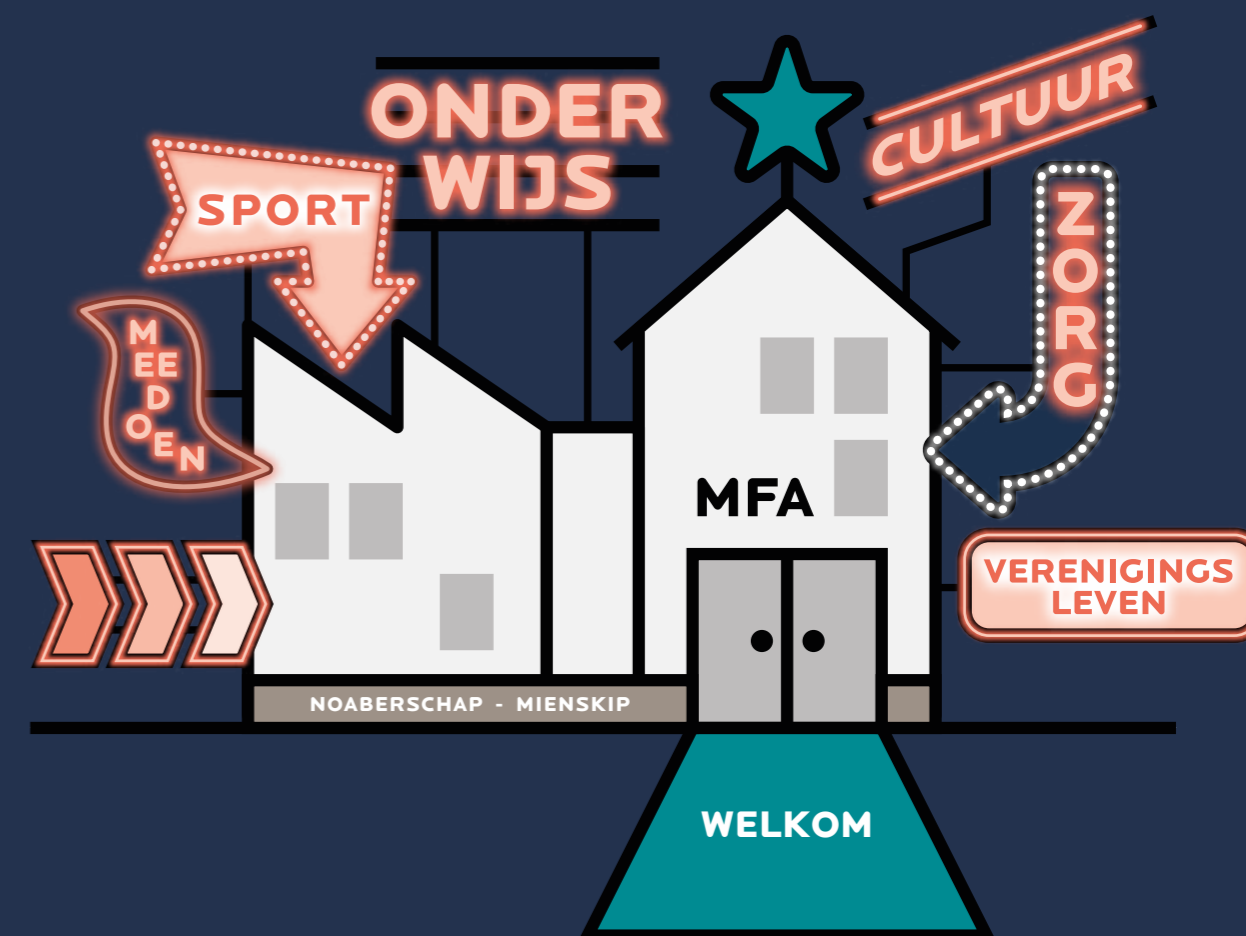 ONDER
WIJS
CULTUUR
SPORT
ZORG
MEEDOEN
MFA
VERENIGINGS
LEVEN
NOABERSCHAP - MIENSKIP
WELKOM